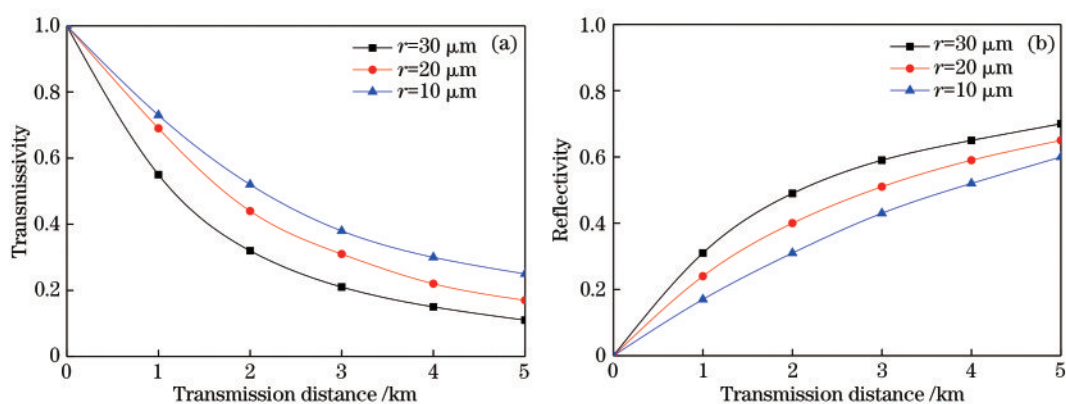 1.0
0.8
0.6
0.4
0.2
0
Transmissivity
r=30 μm
r=20 μm
r=10 μm
(a)
0 1 2 3 4 5
Transmission distance /km
1.0
0.8
0.6
0.4
0.2
0
Reflectivity
r=30 μm
r=20 μm
r=10 μm
(b)
0 1 2 3 4 5
Transmission distance /km